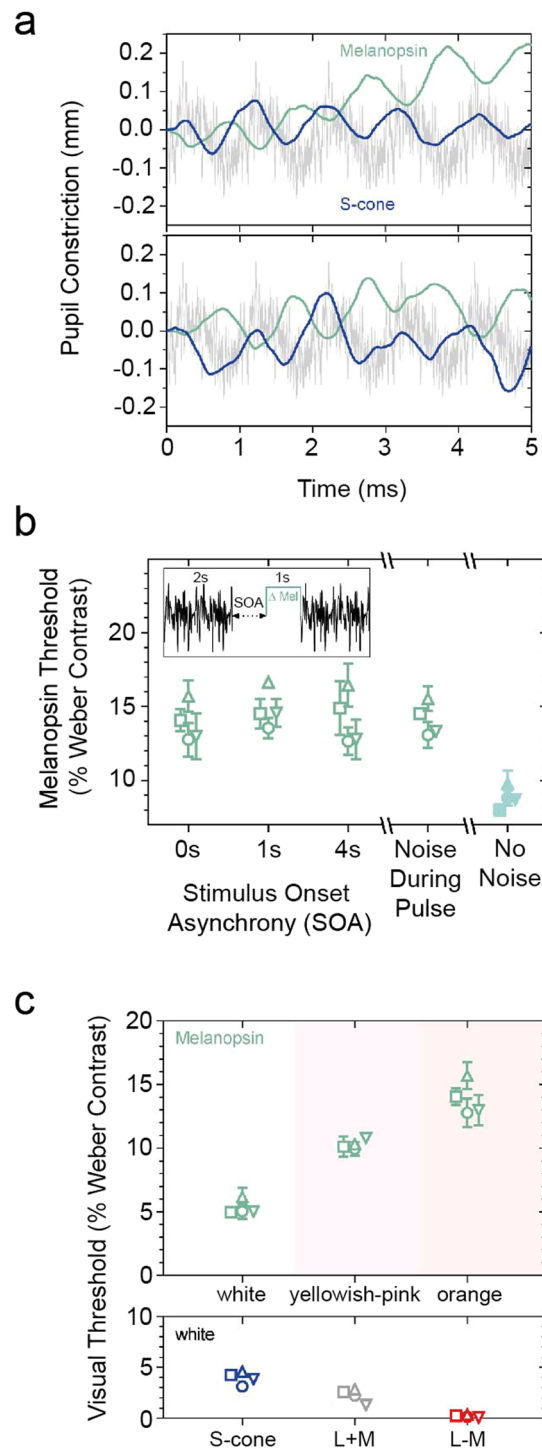 a
Pupil Constriction (mm)
0.2
0.1
0.0
-0.1
-0.2
Melanopsin
S-cone
0.2
0.1
0.0
-0.1
-0.2
0 1 2 3 4 5
Time (ms)
b
Melanopsin Threshold
(% Weber Contrast)
20
15
10
2s
SOA
1s
Δ Mel
0s 1s 4s
Stimulus Onset
Asynchrony (SOA)
Noise
During
Pulse
No
Noise
c
Visual Threshold (% Weber Contrast)
20
15
10
5
0
Melanopsin
white yellowish-pink orange
10
5
0
white
S-cone L+M L-M